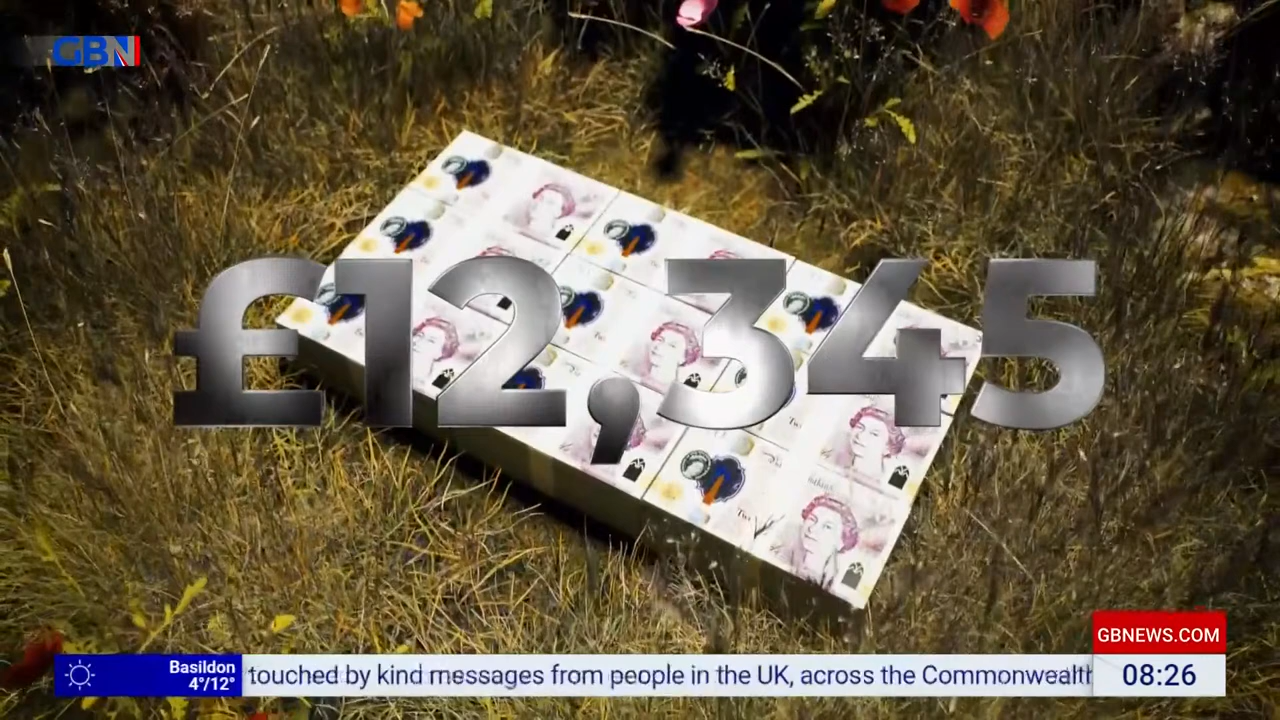 GBN
£12,345
GBNEWS.COM
Basildon
4°/12°
touched by kind messages from people in the UK, across the Commonwealth
08:26